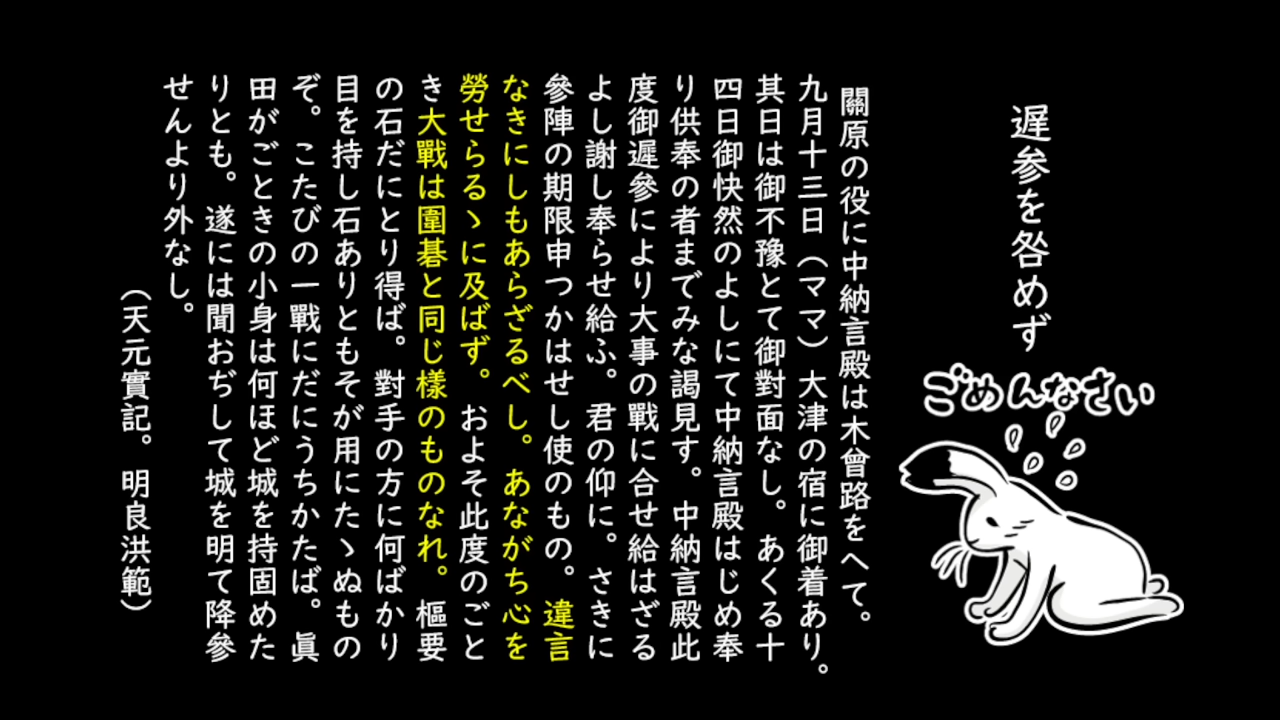 遅参を咎めず
ごめんなさい
關原の役に中納言殿は木曾路をへて。
九月十三日（ママ）大津の宿に御着あり。
其日は御不豫とて御對面なし。あくる十
四日御快然のよしにて中納言殿はじめ奉
り供奉の者までみな謁見す。中納言殿此
度御遲參により大事の戰に合せ給はざる
よし謝し奉らせ給ふ。君の仰に。さきに
參陣の期限申つかはせし使のもの。違言
なきにしもあらざるべし。あながち心を
勞せらるゝに及ばず。およそ此度のごと
き大戰は圍碁と同じ樣のものなれ。樞要
の石だにとり得ば。對手の方に何ばかり
目を持し石ありともそが用にたゝぬもの
ぞ。こたびの一戰にだにうちかたば。眞
田がごときの小身は何ほど城を持固めた
りとも。遂には聞おぢして城を明て降參
せんより外なし。
（天元實記。明良洪範）